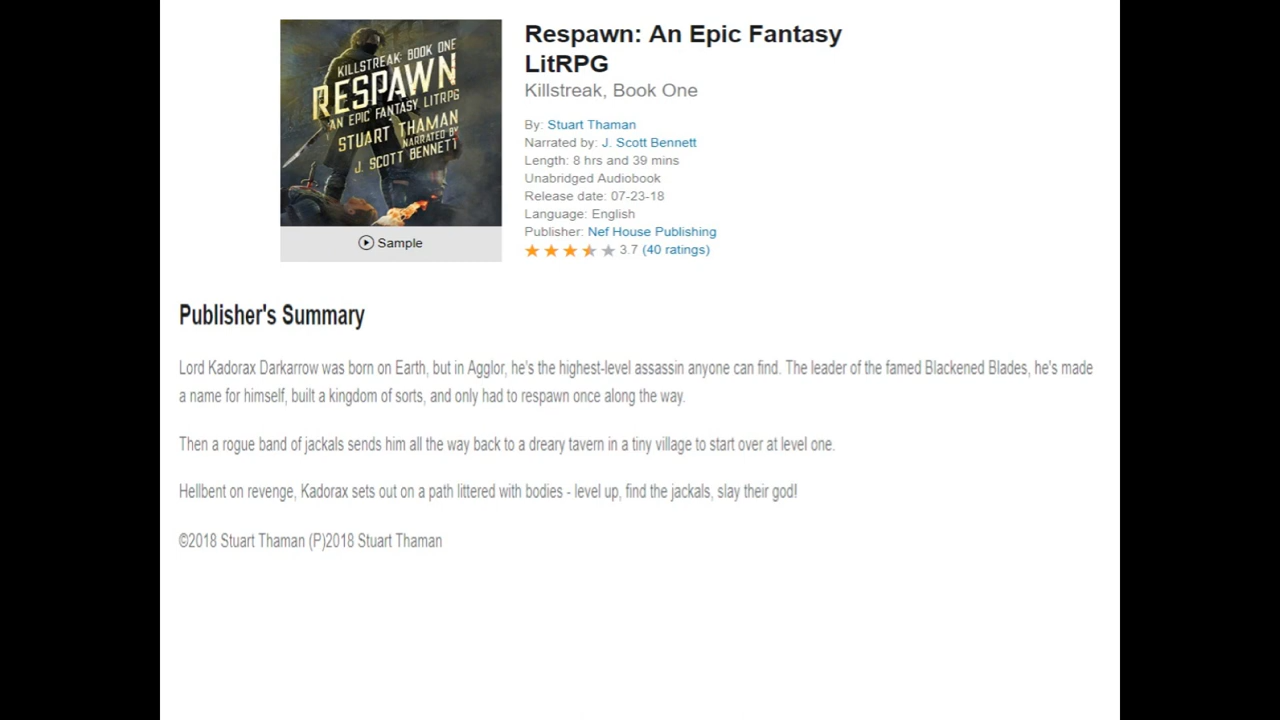 KILLSTREAK: BOOK ONE
RESPAWN
AN EPIC FANTASY LITRPG
STUART THAMAN
NARRATED BY
J. SCOTT BENNETT
Sample
Respawn: An Epic Fantasy
LitRPG
Killstreak, Book One
By: Stuart Thaman
Narrated by: J. Scott Bennett
Length: 8 hrs and 39 mins
Unabridged Audiobook
Release date: 07-23-18
Language: English
Publisher: Nef House Publishing
3.7 (40 ratings)
Publisher's Summary
Lord Kadorax Darkarrow was born on Earth, but in Agglor, he's the highest-level assassin anyone can find. The leader of the famed Blackened Blades, he's made
a name for himself, built a kingdom of sorts, and only had to respawn once along the way.
Then a rogue band of jackals sends him all the way back to a dreary tavern in a tiny village to start over at level one.
Hellbent on revenge, Kadorax sets out on a path littered with bodies - level up, find the jackals, slay their god!
©2018 Stuart Thaman (P)2018 Stuart Thaman